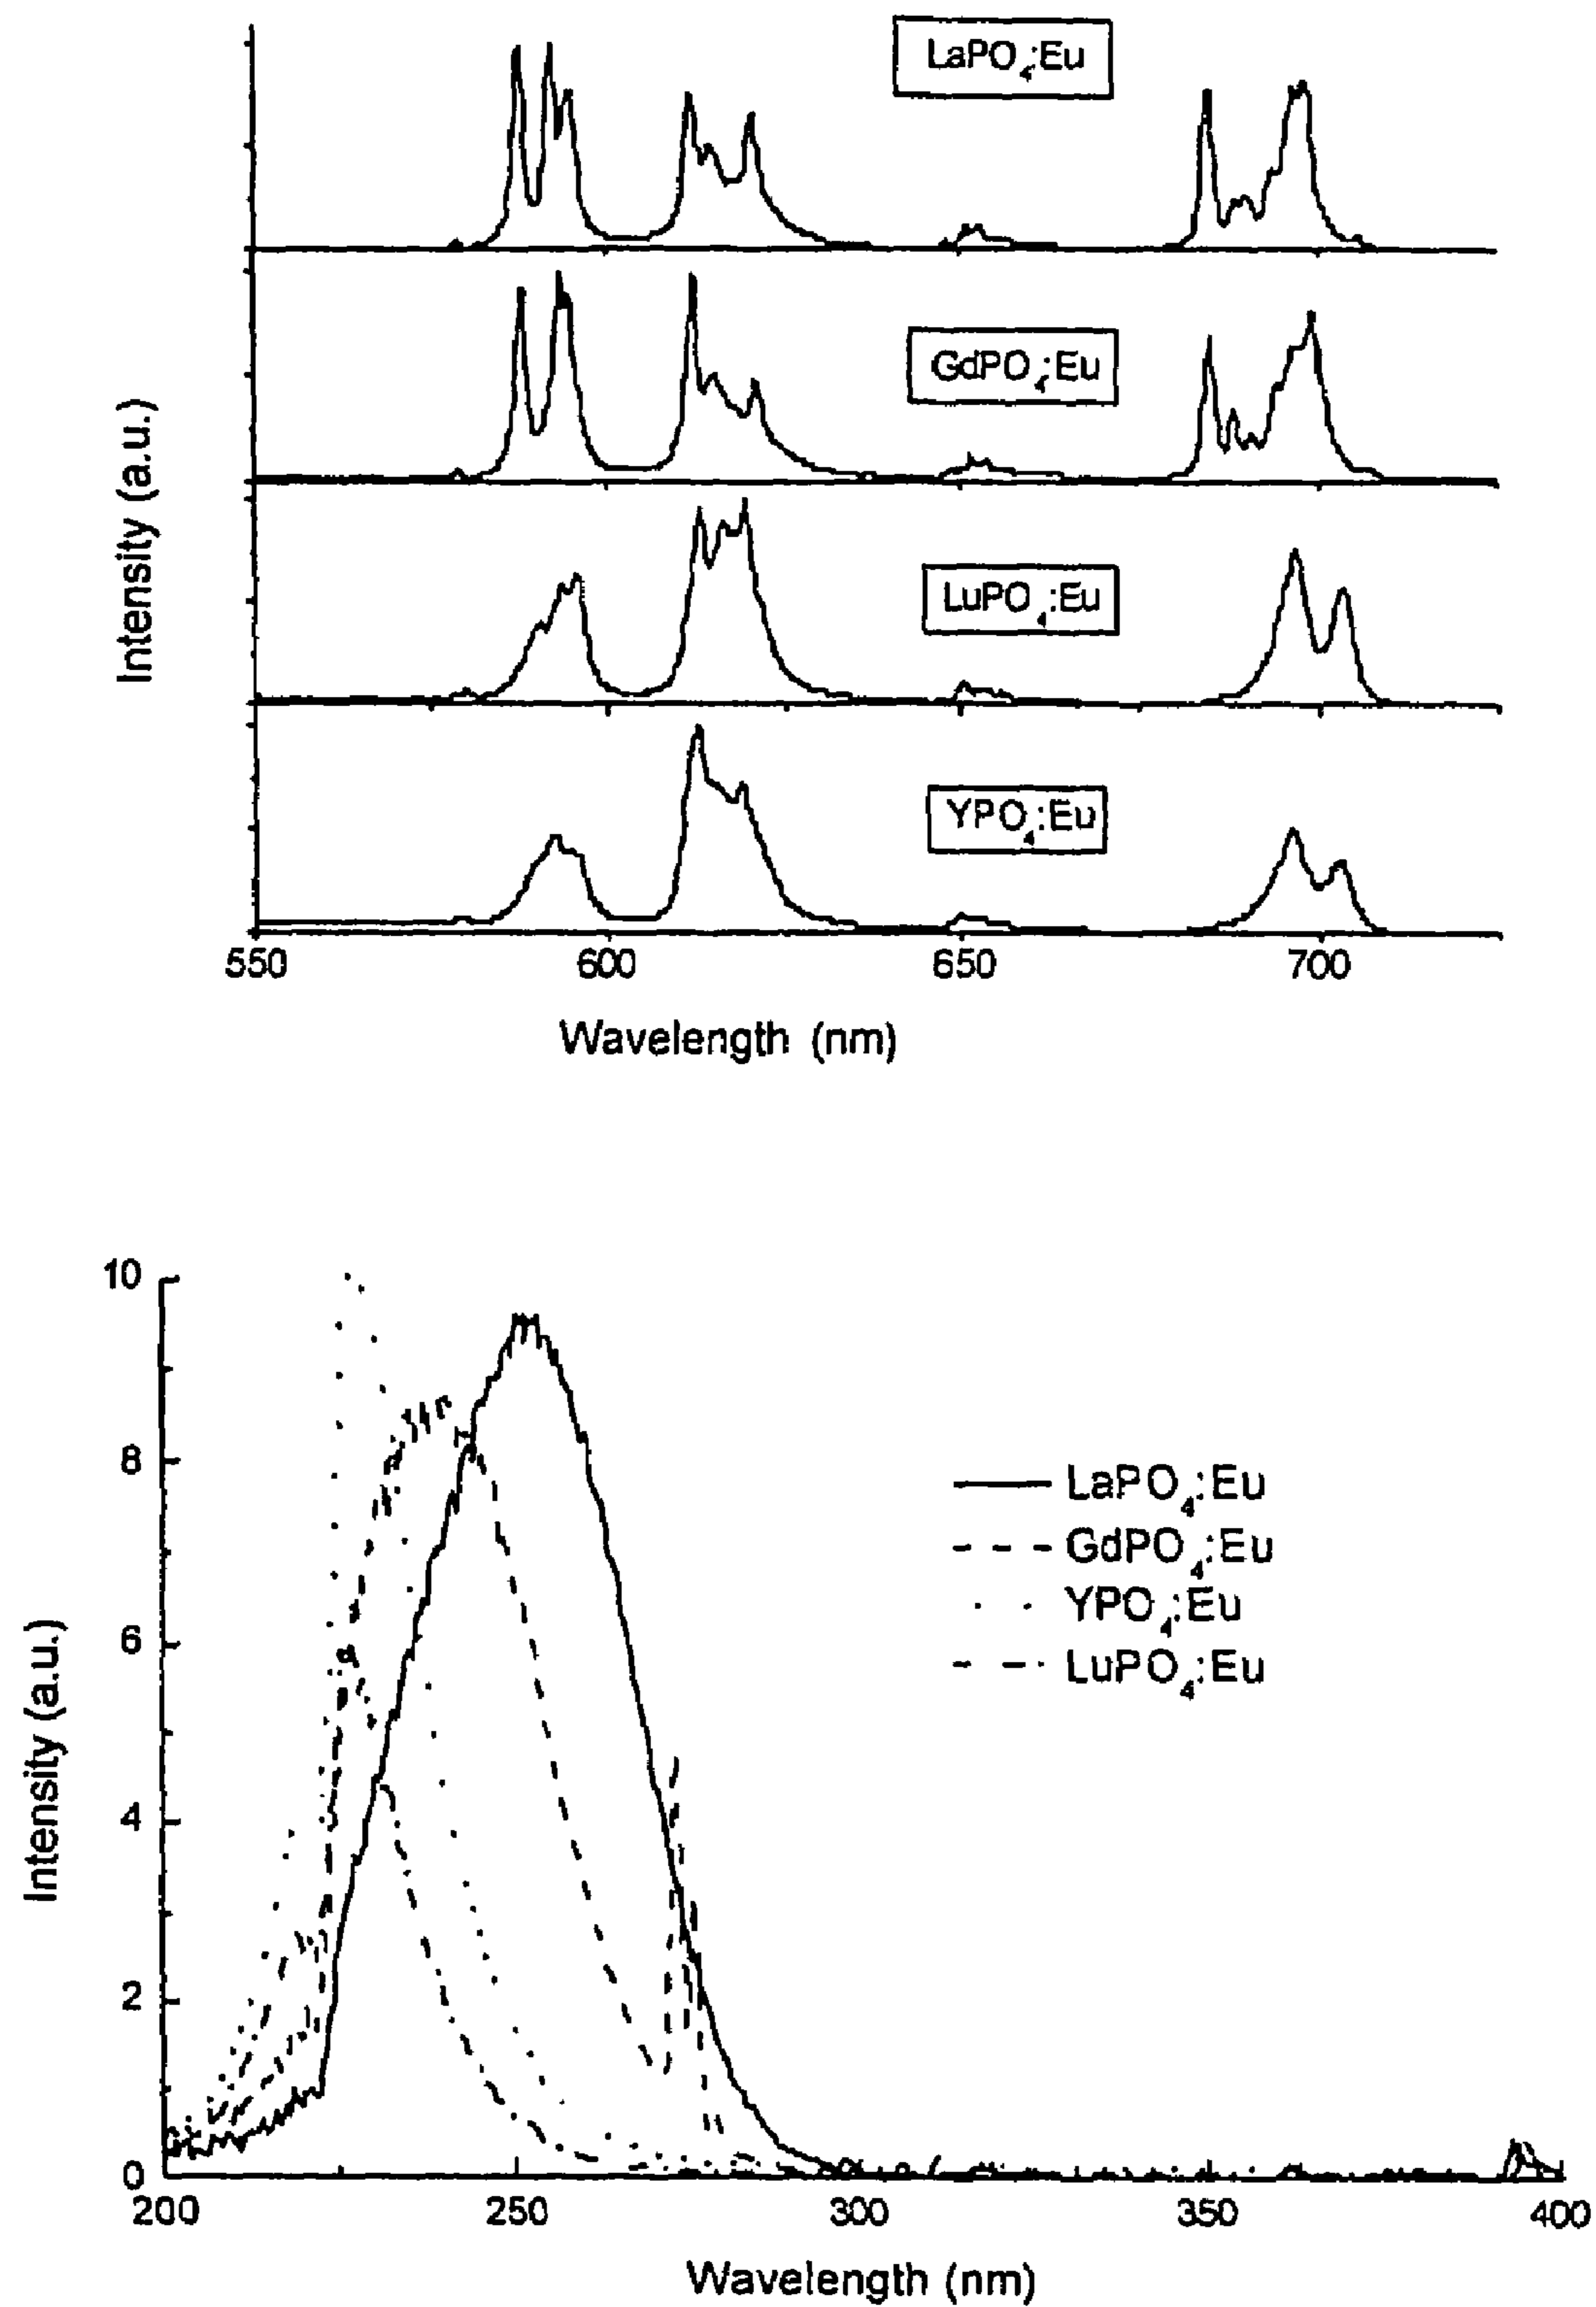 LaPO4:Eu
GdPO4:Eu
LuPO4:Eu
YPO4:Eu
Intensity (a.u.)
550 600 650 700
Wavelength (nm)
10
8
6
4
2
0
Intensity (a.u.)
LaPO4:Eu
GdPO4:Eu
YPO4:Eu
LuPO4:Eu
200 250 300 350 400
Wavelength (nm)